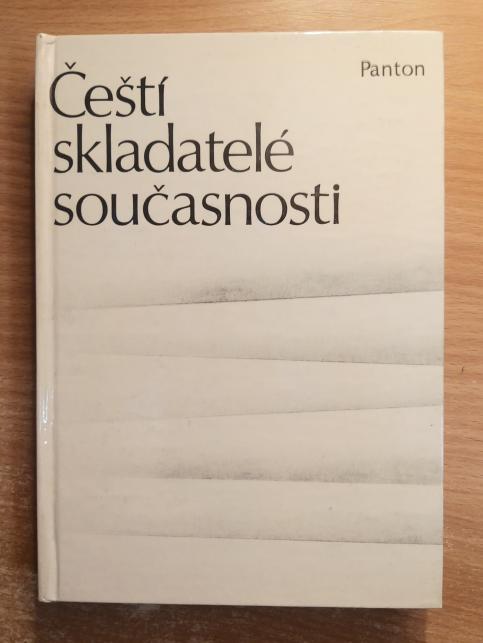 Panton
Čeští
skladatelé
současnosti